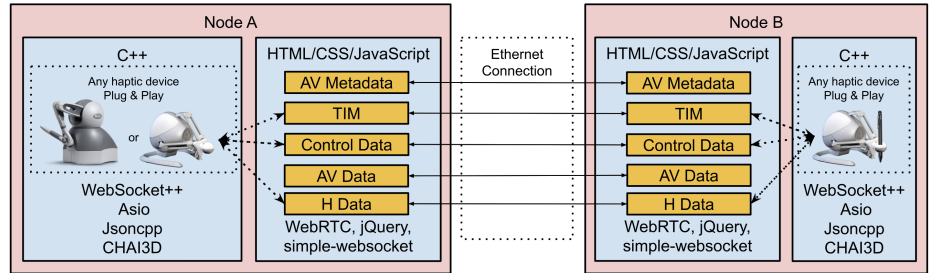 Node A
C++
Any haptic device
Plug & Play
or
WebSocket++
Asio
Jsoncpp
CHAI3D
HTML/CSS/JavaScript
AV Metadata
TIM
Control Data
AV Data
H Data
WebRTC, jQuery,
simple-websocket
Ethernet
Connection
Node B
HTML/CSS/JavaScript
AV Metadata
TIM
Control Data
AV Data
H Data
WebRTC, jQuery,
simple-websocket
C++
Any haptic device
Plug & Play
WebSocket++
Asio
Jsoncpp
CHAI3D